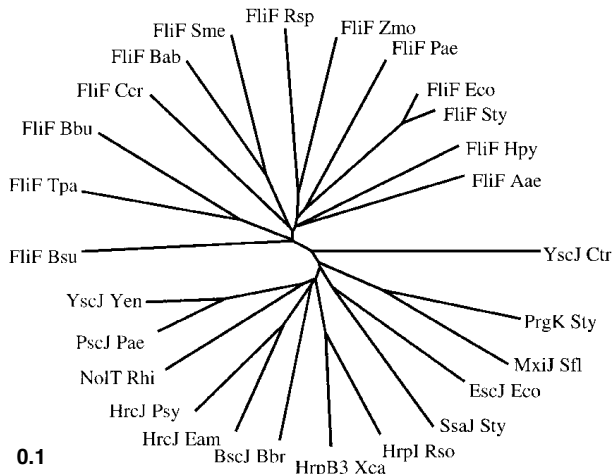 FliF Rsp
FliF Sme
FliF Zmo
FliF Bab
FliF Pae
FliF Ccr
FliF Eco
FliF Sty
FliF Bbu
FliF Hpy
FliF Tpa
FliF Aae
FliF Bsu
YscJ Ctr
YscJ Yen
PrgK Sty
PscJ Pae
MxiJ Sfl
NolT Rhi
EscJ Eco
HrcJ Psy
SsaJ Sty
HrcJ Eam
HrpI Rso
BscJ Bbr
HrpB3 Xca
0.1